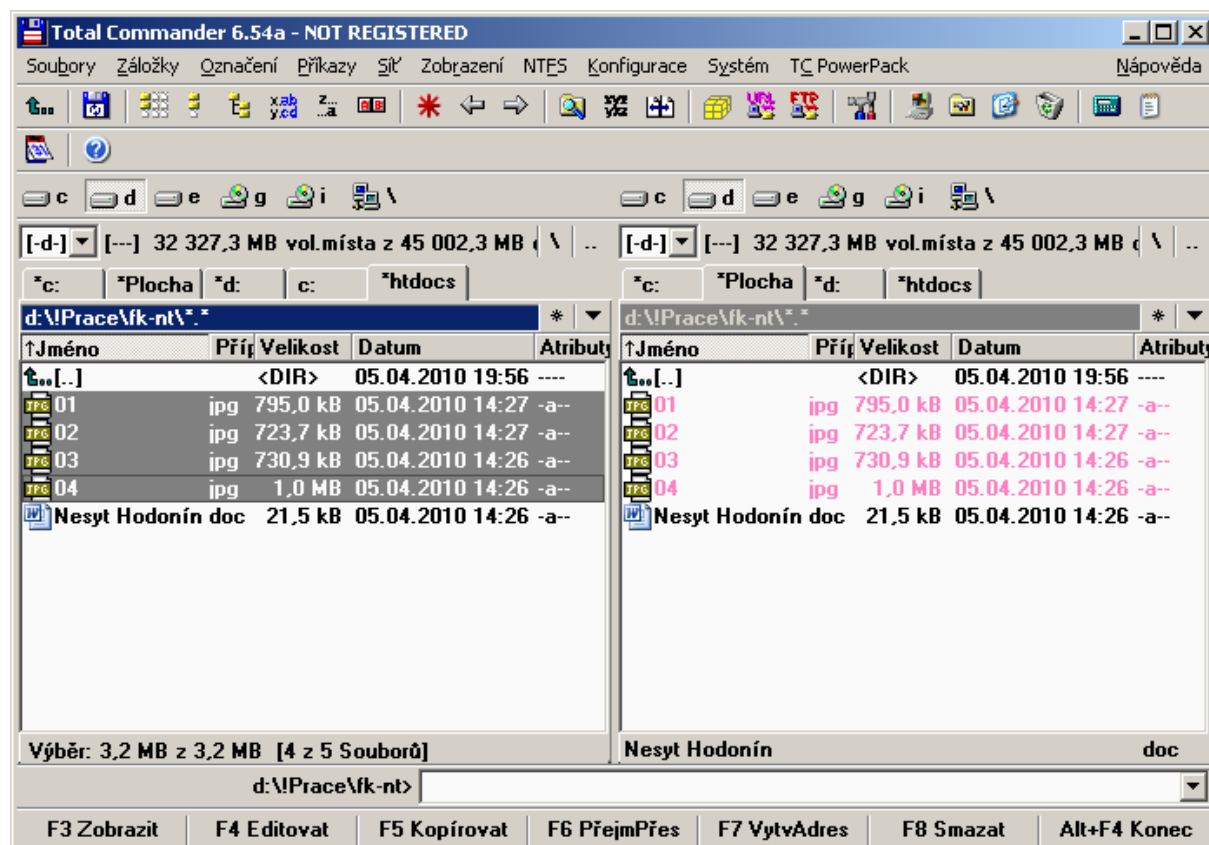 Total Commander 6.54a - NOT REGISTERED
Soubory Záložky Označení Příkazy Síť Zobrazení NTFS Konfigurace Systém TC PowerPack Nápověda
c d e g i \ c d e g i \
[-d-] [---] 32 327,3 MB vol.místa z 45 002,3 MB \ .. [-d-] [---] 32 327,3 MB vol.místa z 45 002,3 MB \ ..
*c: *Plocha *d: c: *htdocs *c: *Plocha *d: *htdocs
d:\!Prace\fk-nt\*.* * d:\!Prace\fk-nt\*.* *
↑Jméno Příp Velikost Datum Atributy ↑Jméno Příp Velikost Datum Atributy
[..] <DIR> 05.04.2010 19:56 ---- [..] <DIR> 05.04.2010 19:56 ----
01 jpg 795,0 kB 05.04.2010 14:27 -a-- 01 jpg 795,0 kB 05.04.2010 14:27 -a--
02 jpg 723,7 kB 05.04.2010 14:27 -a-- 02 jpg 723,7 kB 05.04.2010 14:27 -a--
03 jpg 730,9 kB 05.04.2010 14:26 -a-- 03 jpg 730,9 kB 05.04.2010 14:26 -a--
04 jpg 1,0 MB 05.04.2010 14:26 -a-- 04 jpg 1,0 MB 05.04.2010 14:26 -a--
Nesyt Hodonín doc 21,5 kB 05.04.2010 14:26 -a-- Nesyt Hodonín doc 21,5 kB 05.04.2010 14:26 -a--
Výběr: 3,2 MB z 3,2 MB [4 z 5 Souborů] Nesyt Hodonín doc
d:\!Prace\fk-nt>
F3 Zobrazit F4 Editovat F5 Kopírovat F6 PřejmPřes F7 VytvAdres F8 Smazat Alt+F4 Konec